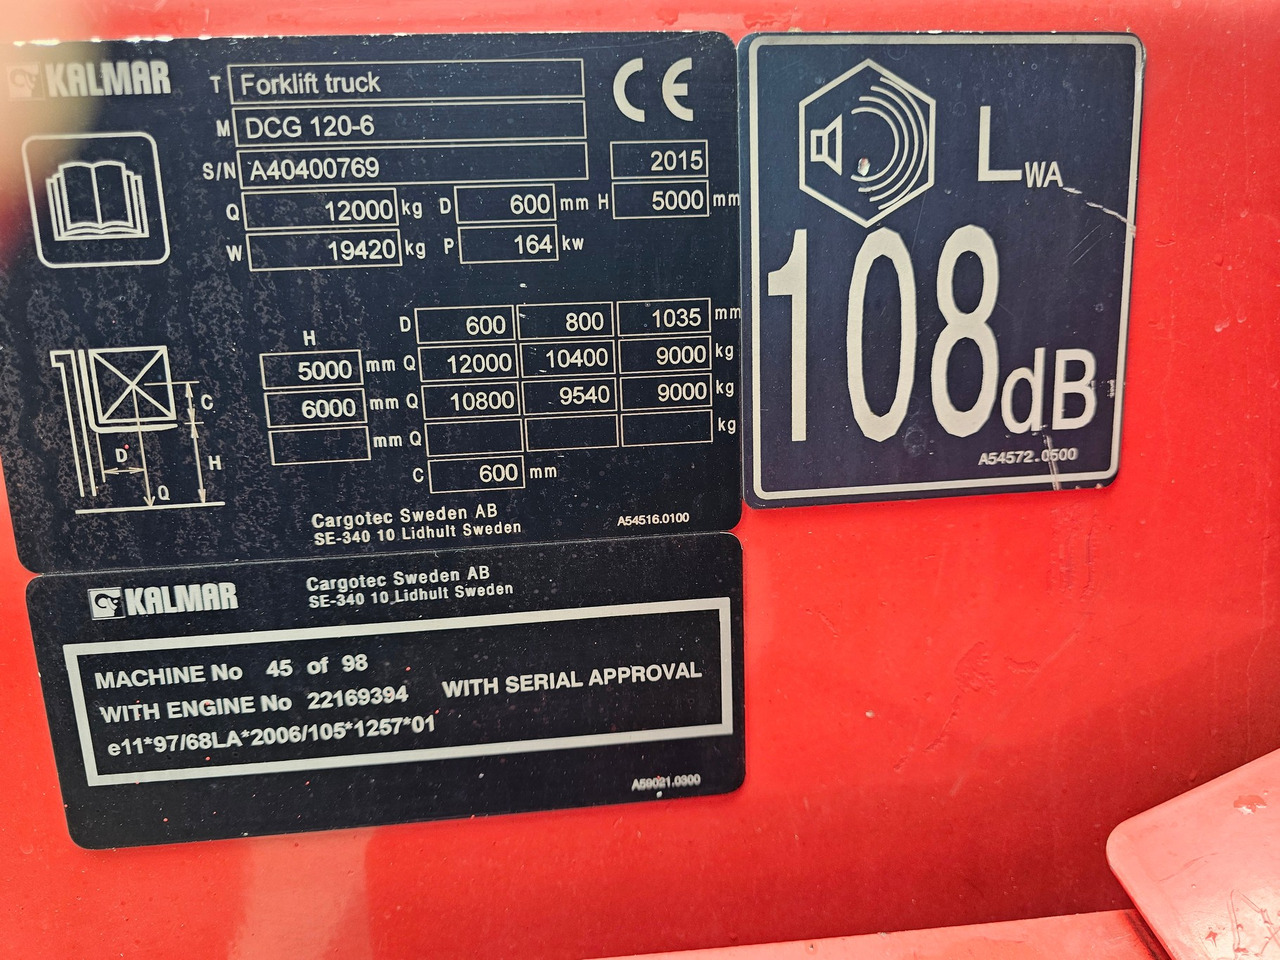 KALMAR
T Forklift truck
M DCG 120-6
S/N A40400769
CE
2015
Q 12000 kg D 600 mm H 5000 mm
W 19420 kg P 164 kw
D 600 800 1035 mm
H
5000 mm Q 12000 10400 9000 kg
6000 mm Q 10800 9540 9000 kg
mm Q kg
C 600 mm
C
D
H
Q
Cargotec Sweden AB
SE-340 10 Lidhult Sweden
A54516.0100
LWA
108dB
A54572.0500
KALMAR
Cargotec Sweden AB
SE-340 10 Lidhult Sweden
MACHINE No 45 of 98
WITH ENGINE No 22169394 WITH SERIAL APPROVAL
e11*97/68LA*2006/105*1257*01
A59021.0300